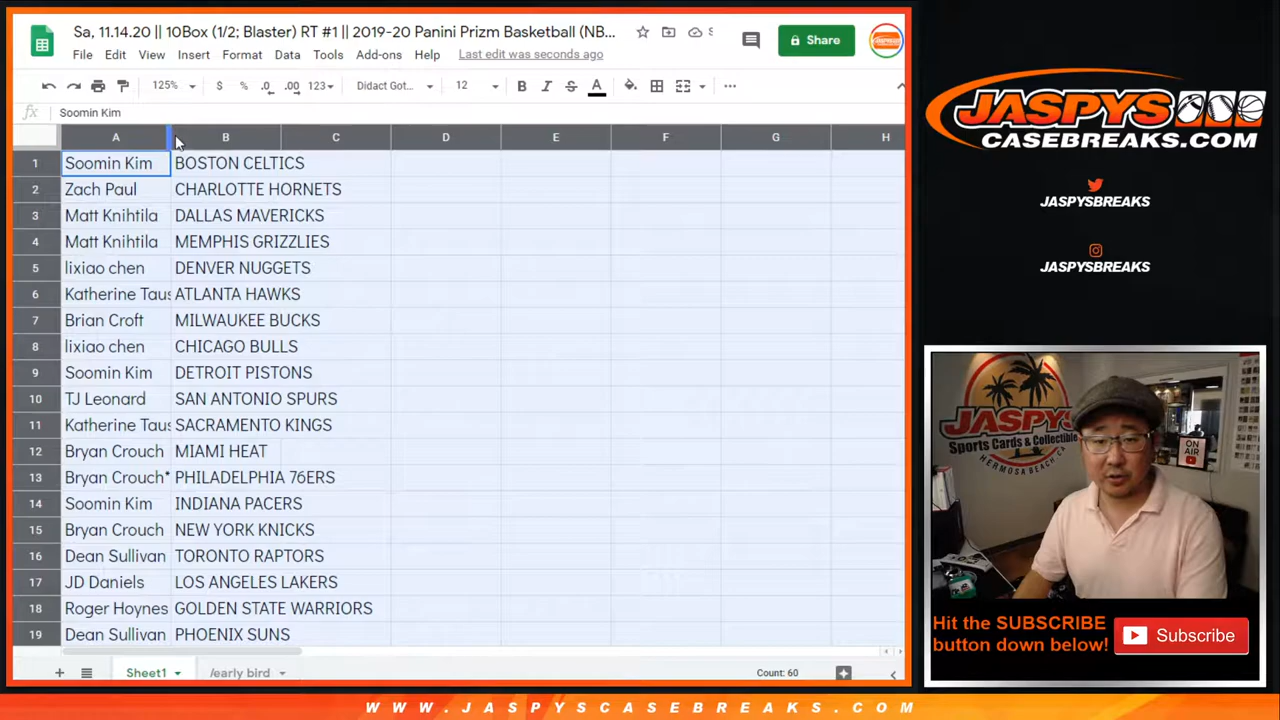 Sa, 11.14.20 || 10Box (1/2; Blaster) RT #1 || 2019-20 Panini Prizm Basketball (NB...
Share
File Edit View Insert Format Data Tools Add-ons Help Last edit was seconds ago
125% $ % .0 .00 123 Didact Got... 12 B I S A
fx Soomin Kim
A B C D E F G H
1 Soomin Kim BOSTON CELTICS
2 Zach Paul CHARLOTTE HORNETS
3 Matt Knihtila DALLAS MAVERICKS
4 Matt Knihtila MEMPHIS GRIZZLIES
5 lixiao chen DENVER NUGGETS
6 Katherine Taus ATLANTA HAWKS
7 Brian Croft MILWAUKEE BUCKS
8 lixiao chen CHICAGO BULLS
9 Soomin Kim DETROIT PISTONS
10 TJ Leonard SAN ANTONIO SPURS
11 Katherine Taus SACRAMENTO KINGS
12 Bryan Crouch MIAMI HEAT
13 Bryan Crouch* PHILADELPHIA 76ERS
14 Soomin Kim INDIANA PACERS
15 Bryan Crouch NEW YORK KNICKS
16 Dean Sullivan TORONTO RAPTORS
17 JD Daniels LOS ANGELES LAKERS
18 Roger Hoynes GOLDEN STATE WARRIORS
19 Dean Sullivan PHOENIX SUNS
Sheet1 /early bird Count: 60
JASPYS
CASEBREAKS.COM
JASPYSBREAKS
JASPYSBREAKS
JASPYS
Sports Cards & Collectible
HERMOSA BEACH
ON AIR
Hit the SUBSCRIBE
button down below!
Subscribe
WWW.JASPYSCASEBREAKS.COM